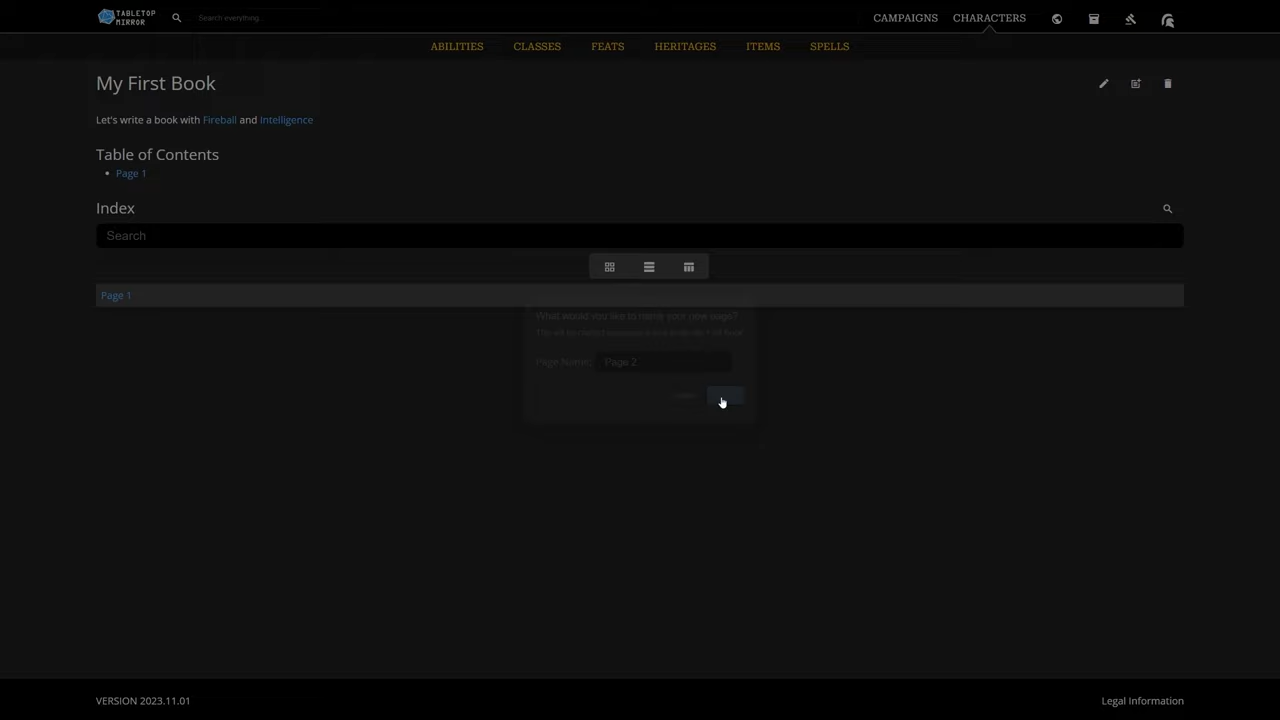 TABLETOP
MIRROR
Search everything
CAMPAIGNS
CHARACTERS
ABILITIES
CLASSES
FEATS
HERITAGES
ITEMS
SPELLS
My First Book
Let's write a book with Fireball and Intelligence
Table of Contents
• Page 1
Index
Search
Page 1
What would you like to name your new page?
Page Name:
Page 2
VERSION 2023.11.01
Legal Information